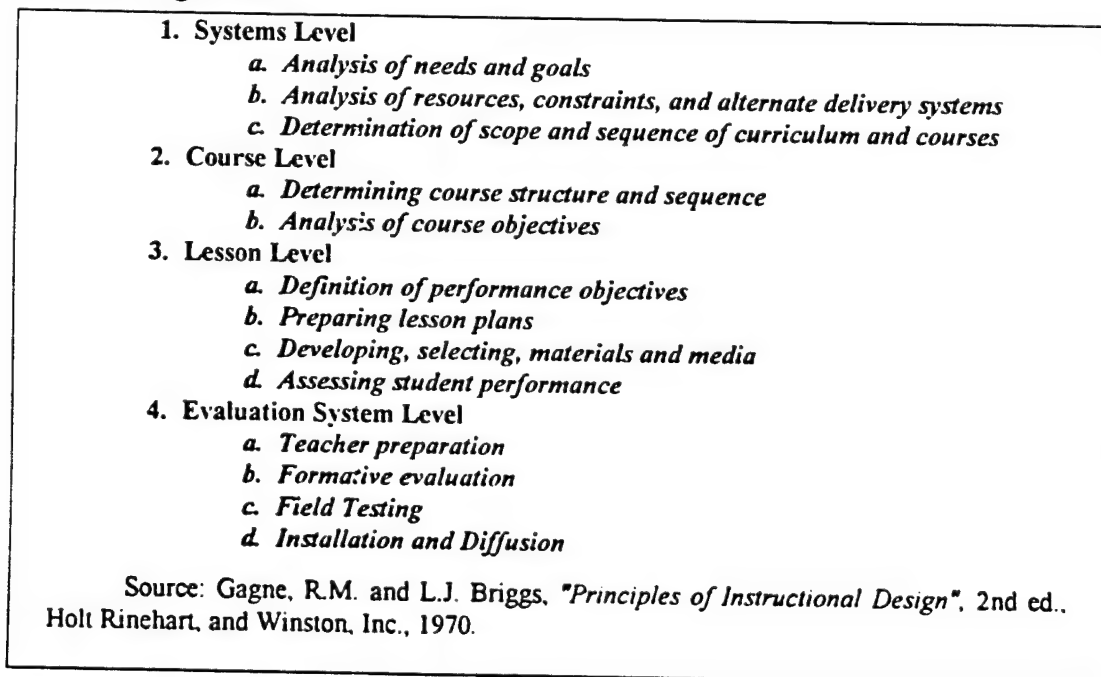 1. Systems Level
a. Analysis of needs and goals
b. Analysis of resources, constraints, and alternate delivery systems
c. Determination of scope and sequence of curriculum and courses
2. Course Level
a. Determining course structure and sequence
b. Analysis of course objectives
3. Lesson Level
a. Definition of performance objectives
b. Preparing lesson plans
c. Developing, selecting, materials and media
d. Assessing student performance
4. Evaluation System Level
a. Teacher preparation
b. Formative evaluation
c. Field Testing
d. Installation and Diffusion
Source: Gagne, R.M. and L.J. Briggs, "Principles of Instructional Design", 2nd ed.,
Holt Rinehart, and Winston, Inc., 1970.